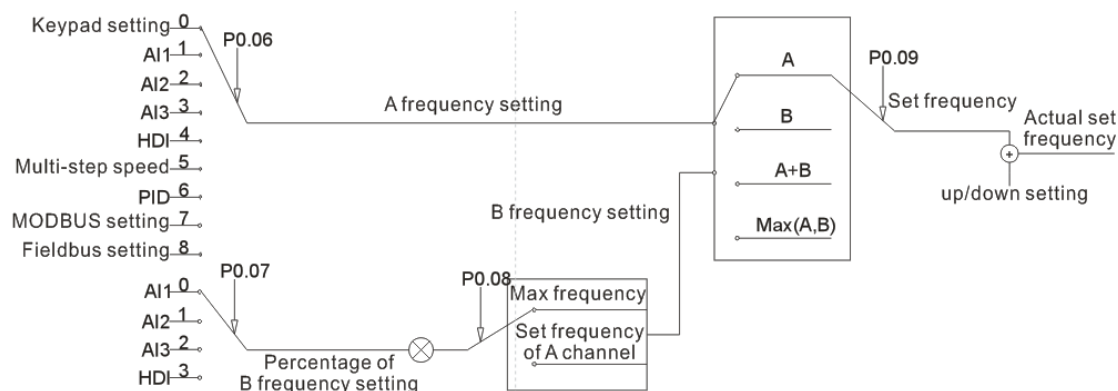 Keypad setting 0
AI1 1
AI2 2
AI3 3
HDI 4
Multi-step speed 5
PID 6
MODBUS setting 7
Fieldbus setting 8
P0.06
A frequency setting
A
B
A+B
Max(A,B)
P0.09
Set frequency
Actual set
frequency
+
up/down setting
B frequency setting
AI1 0
AI2 1
AI3 2
HDI 3
P0.07
Percentage of
B frequency setting
P0.08
Max frequency
Set frequency
of A channel